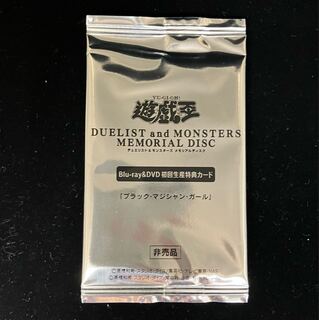 YU-GI-OH!
遊戯王
DUELIST and MONSTERS
MEMORIAL DISC
デュエリスト&モンスターズ メモリアルディスク
Blu-ray&DVD 初回生産特典カード
「ブラック・マジシャン・ガール」
非売品